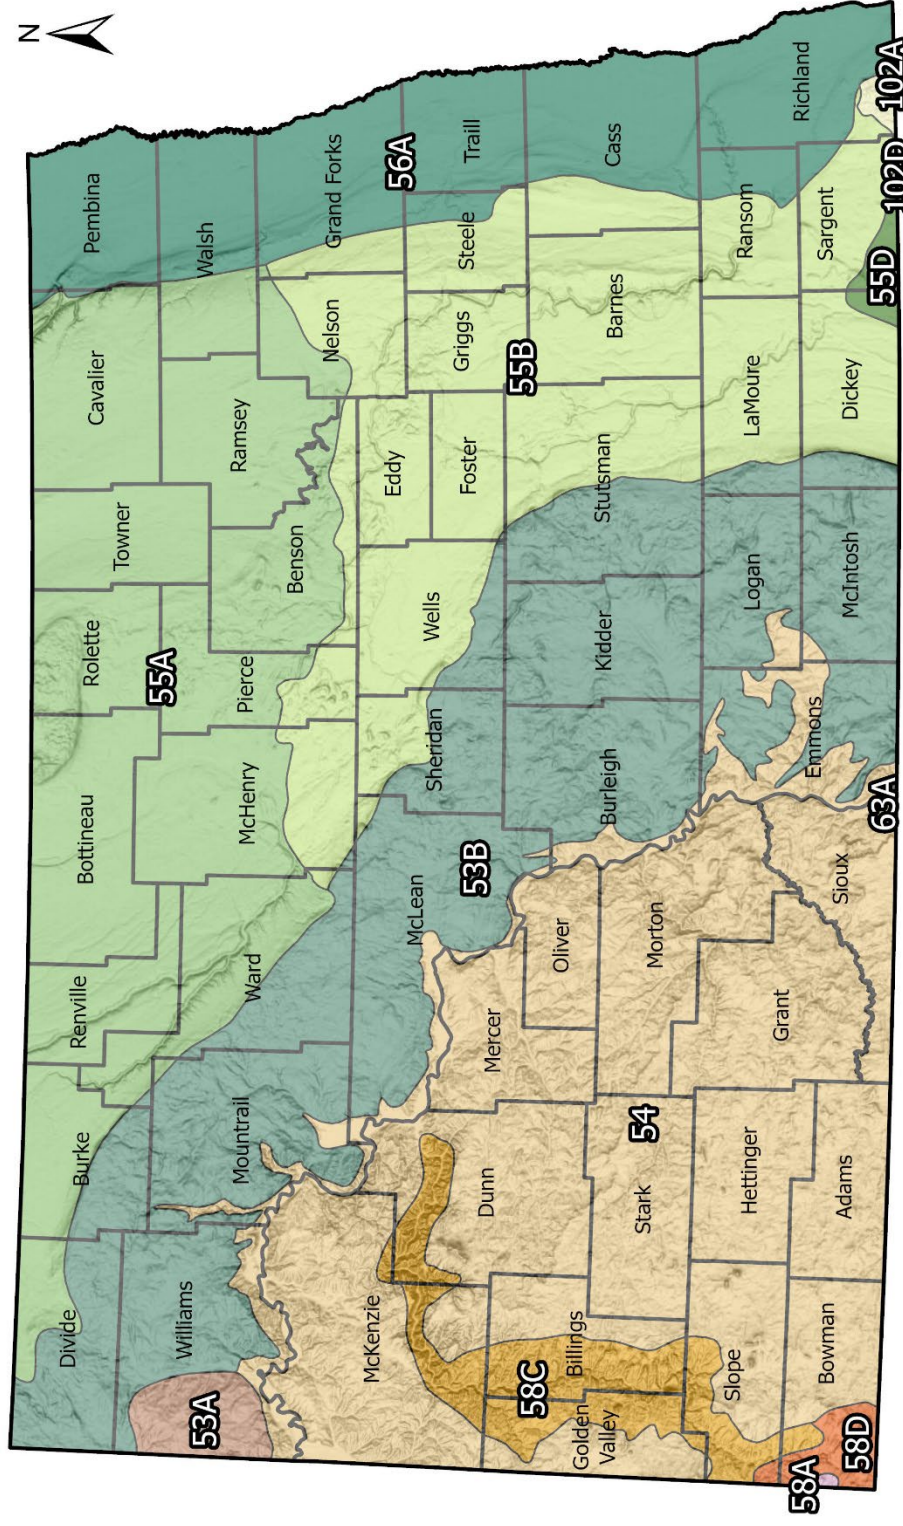 N
Divide
Burke
Renville
Bottineau
Rolette
Towner
Cavalier
Pembina
55A
Williams
Mountrail
Ward
McHenry
Pierce
Benson
Ramsey
Walsh
53A
Nelson
Grand Forks
McKenzie
McLean
Sheridan
Wells
Eddy
56A
53B
Foster
Griggs
Steele
Traill
Dunn
Mercer
55B
58C
Golden
Valley
Billings
Oliver
Burleigh
Kidder
Stutsman
Barnes
Cass
Stark
54
Morton
Slope
Hettinger
Grant
Emmons
Logan
LaMoure
Ransom
Richland
Bowman
Adams
Sioux
McIntosh
Dickey
Sargent
58A
58D
63A
55D
102D
102A